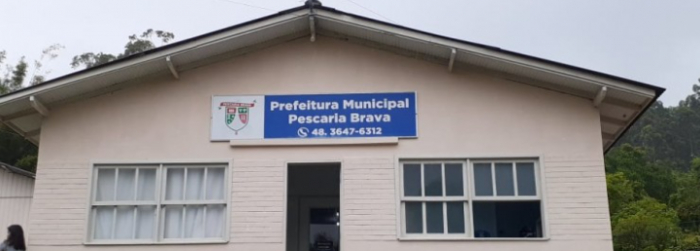 Prefeitura Municipal
Pescaria Brava
48. 3647-6312